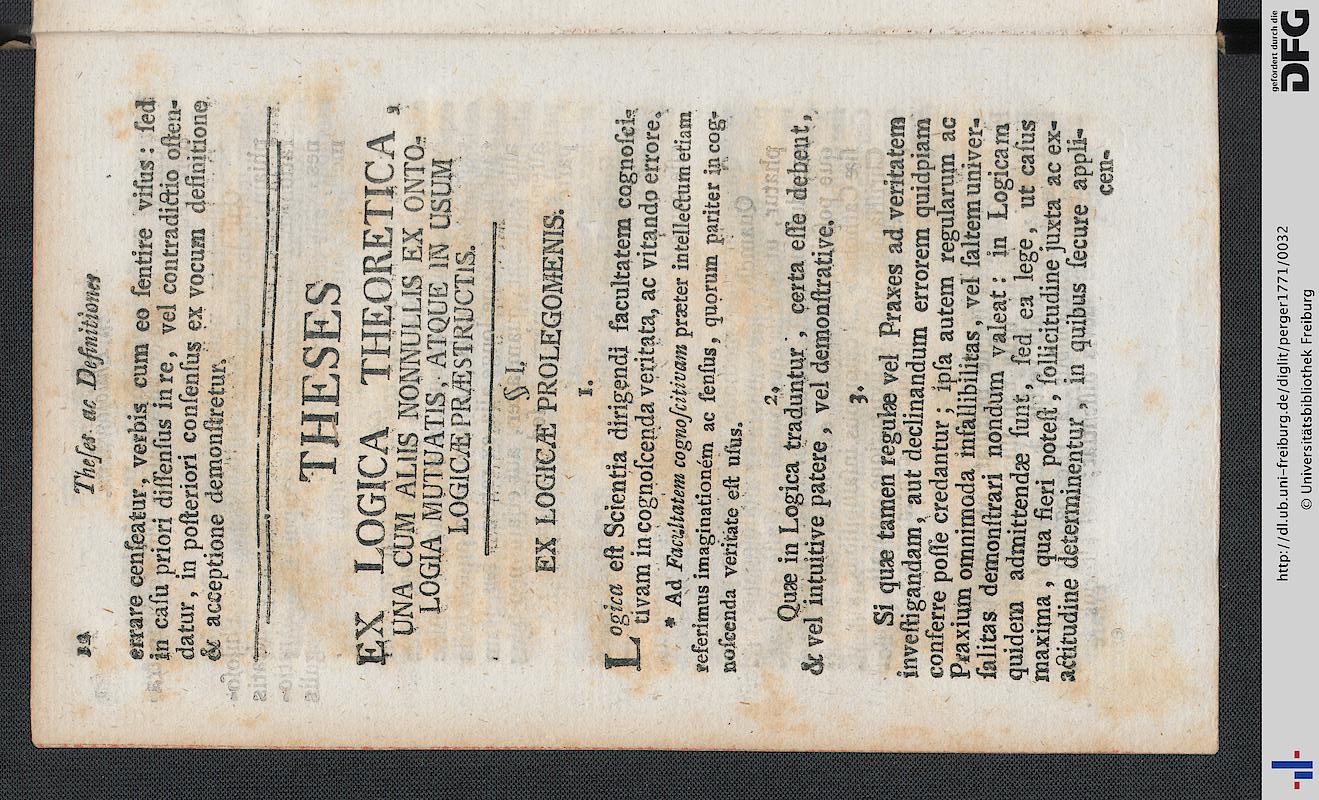 12 Theſes ac Definitiones
errare cenſeatur, verbis cum eo ſentire viſus: ſed
in caſu priori diſſenſus in re, vel contradictio oſten-
datur, in poſteriori conſenſus ex vocum definitione
& acceptione demonſtretur.
THESES
EX LOGICA THEORETICA,
UNA CUM ALIIS NONNULLIS EX ONTO-
LOGIA MUTUATIS, ATQUE IN USUM
LOGICÆ PRÆSTRUCTIS.
§ I.
EX LOGICÆ PROLEGOMENIS.
I.
Logica eſt Scientia dirigendi facultatem cognoſci-
tivam in cognoſcenda veritata, ac vitando errore.
* Ad Facultatem cognoſcitivam præter intellectum etiam
referimus imaginationém ac ſenſus, quorum pariter in cog-
noſcenda veritate eſt uſus.
2.
Quæ in Logica traduntur, certa eſſe debent,
& vel intuitive patere, vel demonſtrative.
3.
Si quæ tamen regulæ vel Praxes ad veritatem
inveſtigandam, aut declinandum errorem quidpiam
conferre poſſe credantur; ipſa autem regularum ac
Praxium omnimoda infallibilitas, vel ſaltem univer-
ſalitas demonſtrari nondum valeat: in Logicam
quidem admittendæ ſunt, ſed ea lege, ut caſus
maxima, qua fieri poteſt, ſollicitudine juxta ac ex-
actitudine determinentur, in quibus ſecure appli-
cen-
gefördert durch die
DFG
http://dl.ub.uni-freiburg.de/diglit/perger1771/0032
© Universitätsbibliothek Freiburg